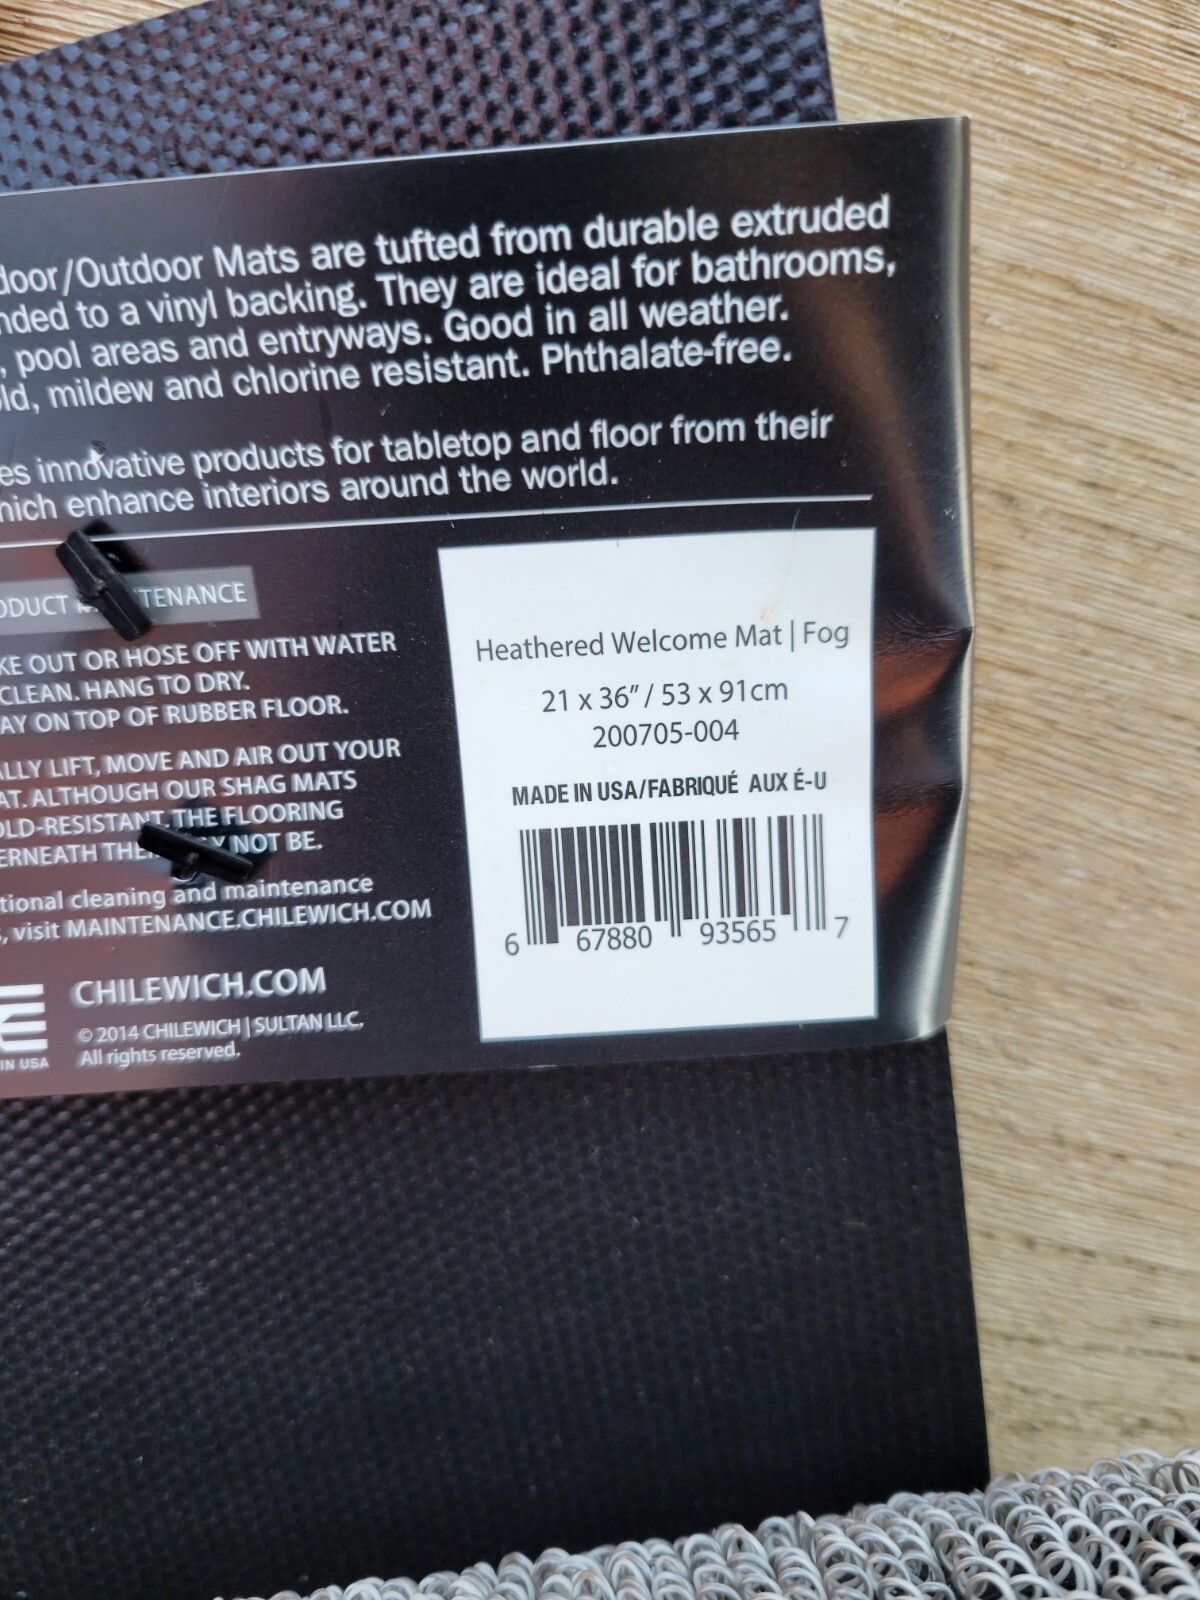 door/Outdoor Mats are tufted from durable extruded
nded to a vinyl backing. They are ideal for bathrooms,
, pool areas and entryways. Good in all weather.
ld, mildew and chlorine resistant. Phthalate-free.
es innovative products for tabletop and floor from their
hich enhance interiors around the world.
ODUCT TENANCE
KE OUT OR HOSE OFF WITH WATER
CLEAN. HANG TO DRY.
AY ON TOP OF RUBBER FLOOR.
ALLY LIFT, MOVE AND AIR OUT YOUR
AT. ALTHOUGH OUR SHAG MATS
OLD-RESISTANT, THE FLOORING
ERNEATH THE Y NOT BE.
tional cleaning and maintenance
s, visit MAINTENANCE.CHILEWICH.COM
CHILEWICH.COM
© 2014 CHILEWICH | SULTAN LLC.
All rights reserved.
IN USA
Heathered Welcome Mat | Fog
21 x 36” / 53 x 91cm
200705-004
MADE IN USA/FABRIQUÉ AUX É-U
6 67880 93565 7